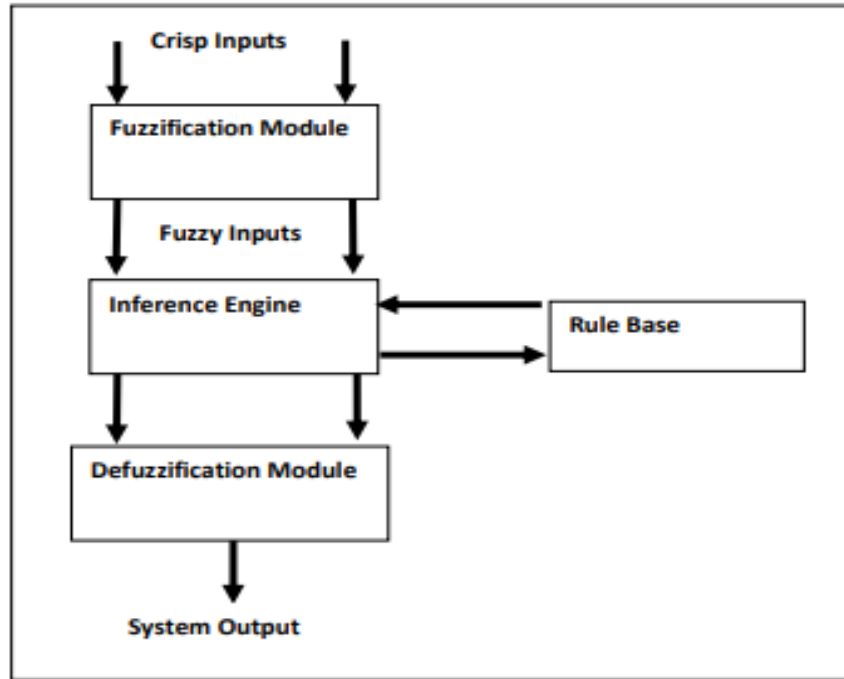 Crisp Inputs
Fuzzification Module
Fuzzy Inputs
Inference Engine
Rule Base
Defuzzification Module
System Output